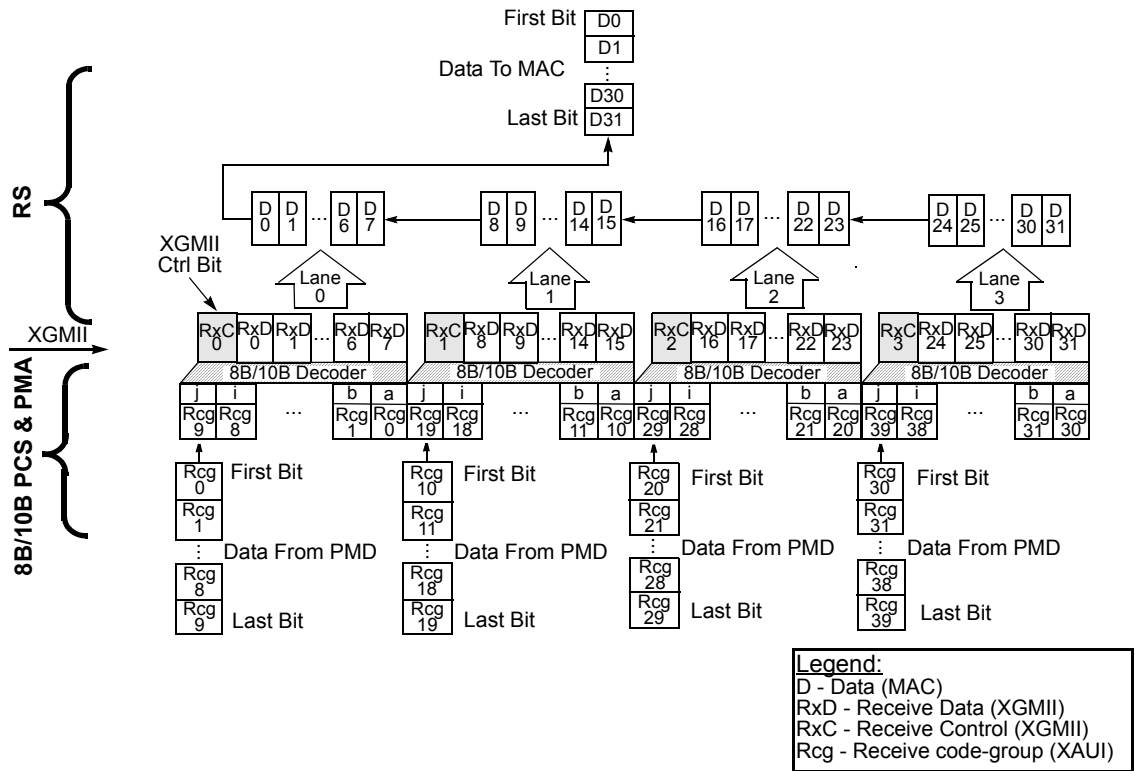 First Bit D0
D1
Data To MAC ...
D30
Last Bit D31
RS
D 0 D 1 ... D 6 D 7 D 8 D 9 ... D 14 D 15 D 16 D 17 ... D 22 D 23 D 24 D 25 ... D 30 D 31
XGMII
Ctrl Bit
Lane 0 Lane 1 Lane 2 Lane 3
XGMII
RxC 0 RxD 0 RxD 1 ... RxD 6 RxD 7 RxC 1 RxD 8 RxD 9 ... RxD 14 RxD 15 RxC 2 RxD 16 RxD 17 ... RxD 22 RxD 23 RxC 3 RxD 24 RxD 25 ... RxD 30 RxD 31
8B/10B Decoder 8B/10B Decoder 8B/10B Decoder 8B/10B Decoder
8B/10B PCS & PMA
j i b a j i b a j i b a j i b a
Rcg 9 Rcg 8 ... Rcg 1 Rcg 0 Rcg 19 Rcg 18 ... Rcg 11 Rcg 10 Rcg 29 Rcg 28 ... Rcg 21 Rcg 20 Rcg 39 Rcg 38 ... Rcg 31 Rcg 30
Rcg 0 First Bit Rcg 10 First Bit Rcg 20 First Bit Rcg 30 First Bit
Rcg 1 Rcg 11 Rcg 21 Rcg 31
... Data From PMD ... Data From PMD ... Data From PMD ... Data From PMD
Rcg 8 Rcg 18 Rcg 28 Rcg 38
Rcg 9 Last Bit Rcg 19 Last Bit Rcg 29 Last Bit Rcg 39 Last Bit
Legend:
D - Data (MAC)
RxD - Receive Data (XGMII)
RxC - Receive Control (XGMII)
Rcg - Receive code-group (XAUI)